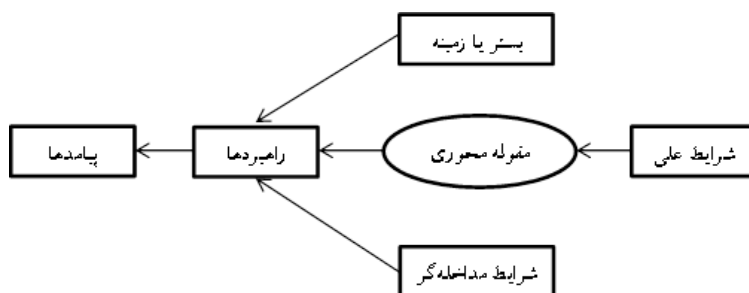 بستر یا زمینه
شرایط علی
مقوله محوری
راهبردها
پیامدها
شرایط مداخله‌گر